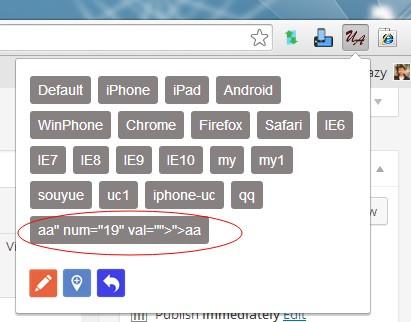 UA
azy
Default iPhone iPad Android
WinPhone Chrome Firefox Safari IE6
IE7 IE8 IE9 IE10 my my1
souyue uc1 iphone-uc qq
w
aa" num="19" val="">">aa
Vi
Publish immediately Edit